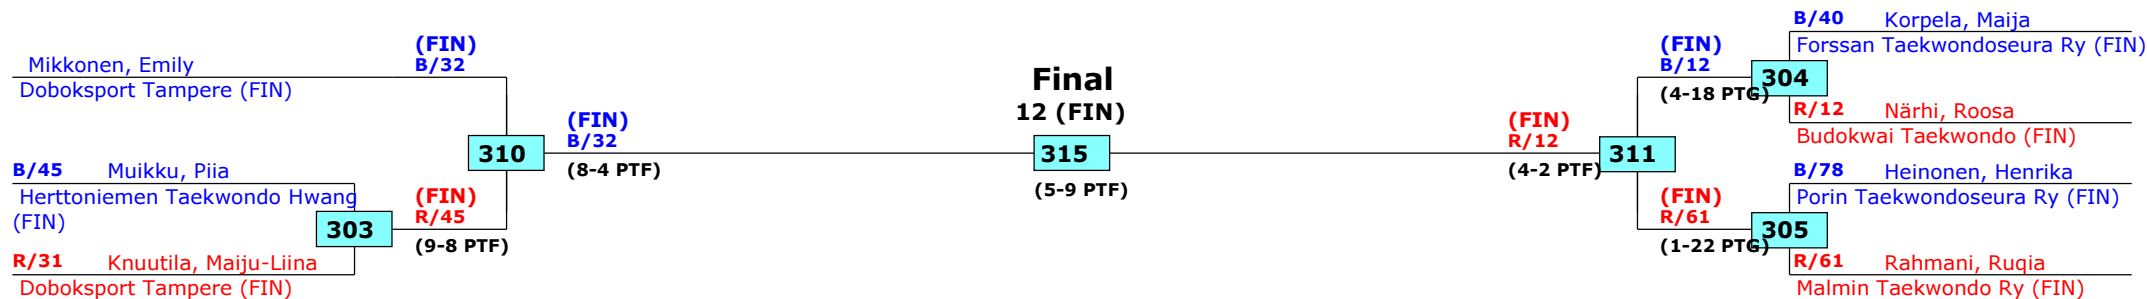 Mikkonen, Emily
Doboksport Tampere (FIN)
B/45 Muikku, Piia
Herttoniemen Taekwondo Hwang
(FIN)
R/31 Knuutila, Maiju-Liina
Doboksport Tampere (FIN)
303
(FIN)
B/32
(FIN)
R/45
(9-8 PTF)
310
(FIN)
B/32
(8-4 PTF)
Final
12 (FIN)
315
(5-9 PTF)
(FIN)
R/12
(4-2 PTF)
311
(FIN)
B/12
(4-18 PTG)
(FIN)
R/61
(1-22 PTG)
304
305
B/40 Korpela, Maija
Forssan Taekwondoseura Ry (FIN)
R/12 Närhi, Roosa
Budokwai Taekwondo (FIN)
B/78 Heinonen, Henrika
Porin Taekwondoseura Ry (FIN)
R/61 Rahmani, Ruqia
Malmin Taekwondo Ry (FIN)